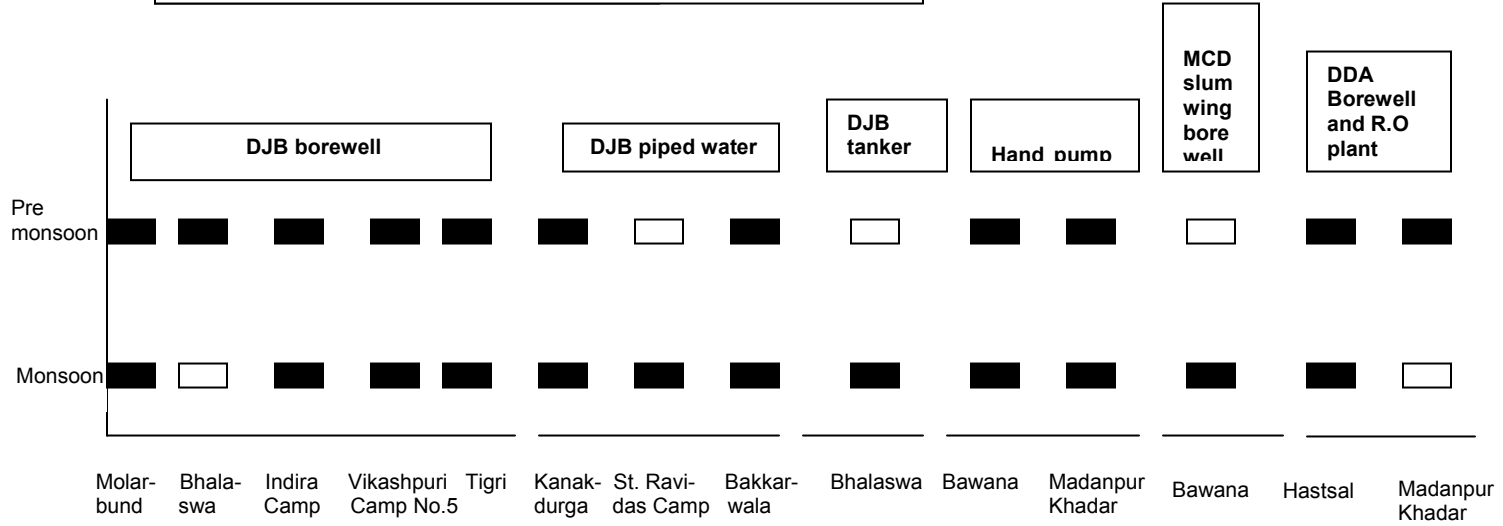 MCD
slum
wing
bore
well
DDA
Borewell
and R.O
plant
DJB
tanker
DJB borewell
DJB piped water
Hand pump
Pre
monsoon
Monsoon
Molar-
bund
Bhala-
swa
Indira
Camp
Vikashpuri
Camp No.5
Tigri
Kanak-
durga
St. Ravi-
das Camp
Bakkar-
wala
Bhalaswa
Bawana
Madanpur
Khadar
Bawana
Hastsal
Madanpur
Khadar